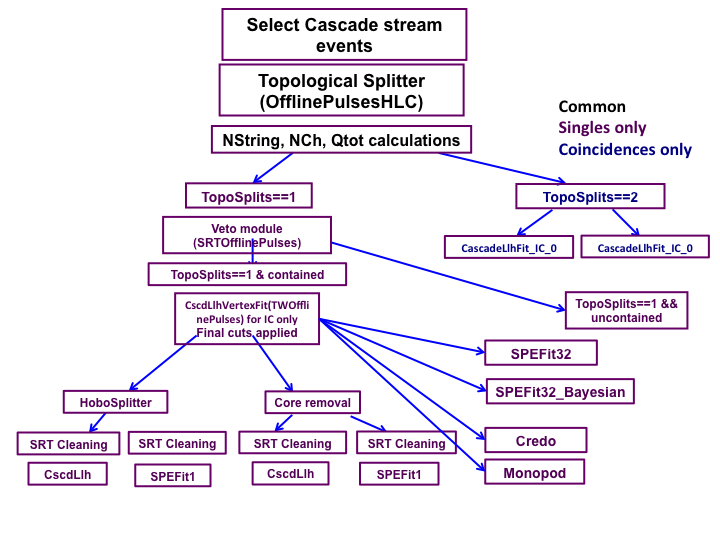 Select Cascade stream
events
Topological Splitter
(OfflinePulsesHLC)
Common
Singles only
Coincidences only
NString, NCh, Qtot calculations
TopoSplits==1
TopoSplits==2
Veto module
(SRTOfflinePulses)
CascadeLlhFit_IC_0
CascadeLlhFit_IC_0
TopoSplits==1 & contained
CscdLlhVertexFit(TWOffli
nePulses) for IC only
Final cuts applied
TopoSplits==1 &&
uncontained
SPEFit32
SPEFit32_Bayesian
HoboSplitter
Core removal
SRT Cleaning
SRT Cleaning
SRT Cleaning
SRT Cleaning
Credo
CscdLlh
SPEFit1
CscdLlh
SPEFit1
Monopod